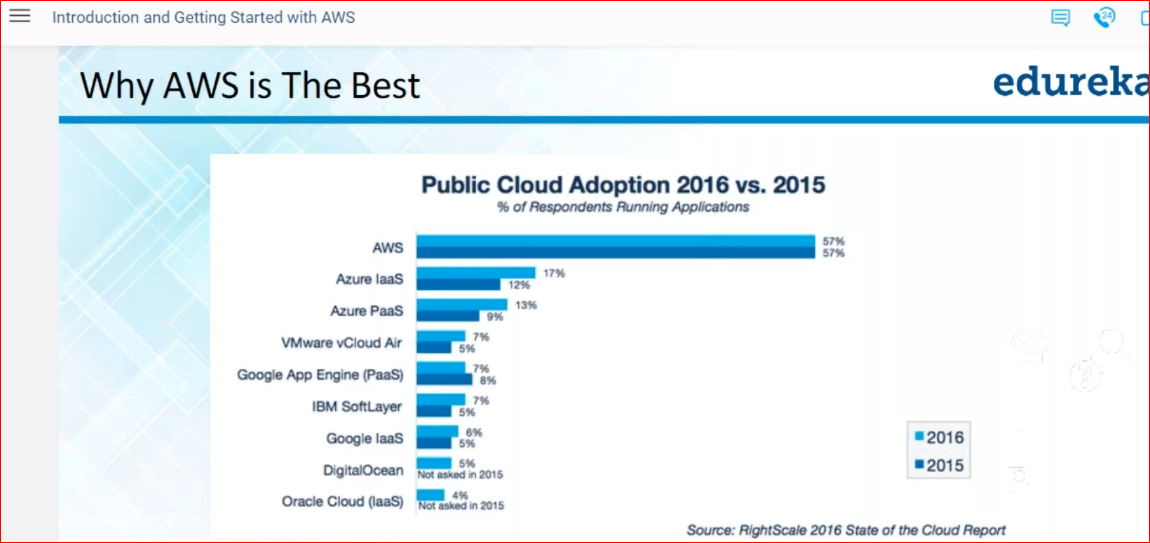 Introduction and Getting Started with AWS
24
Why AWS is The Best
edureka
Public Cloud Adoption 2016 vs. 2015
% of Respondents Running Applications
AWS 57%
57%
Azure IaaS 17%
12%
Azure PaaS 13%
9%
VMware vCloud Air 7%
5%
Google App Engine (PaaS) 7%
8%
IBM SoftLayer 7%
5%
Google IaaS 6%
5%
DigitalOcean 5%
Not asked in 2015
Oracle Cloud (IaaS) 4%
Not asked in 2015
2016
2015
Source: RightScale 2016 State of the Cloud Report